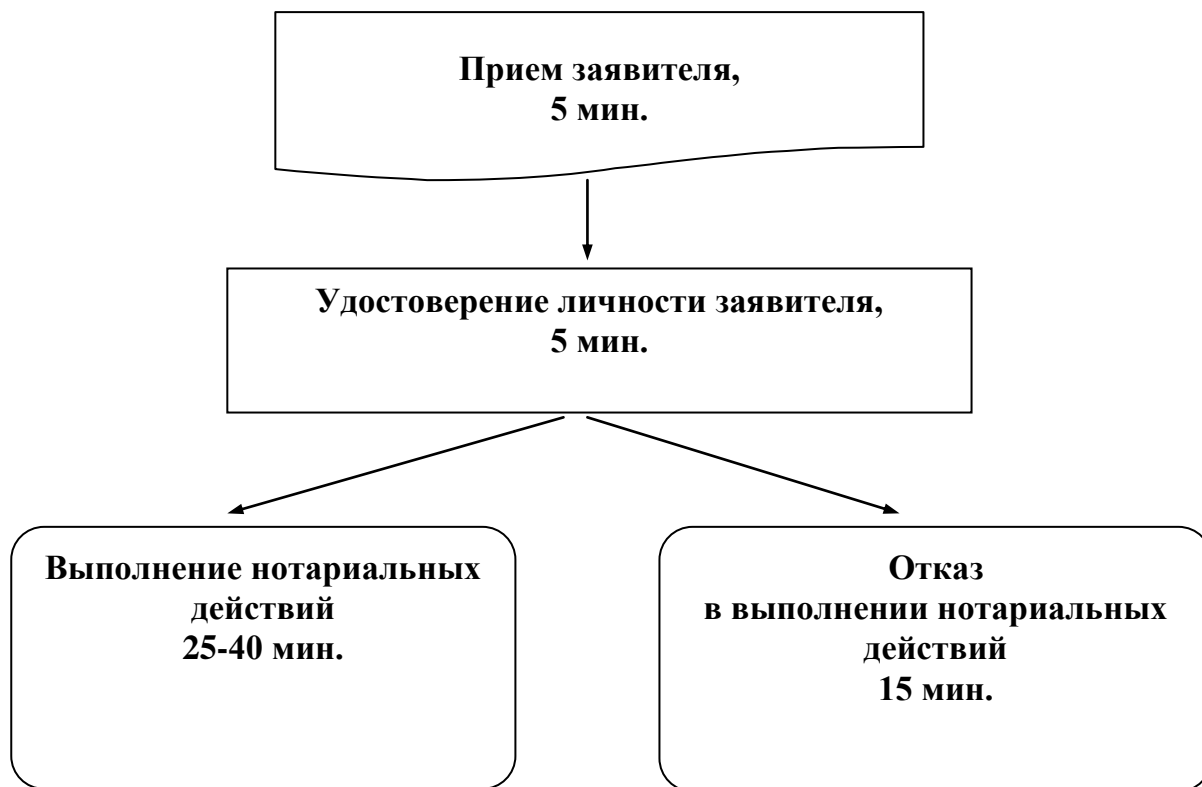 Прием заявителя,
5 мин.
Удостоверение личности заявителя,
5 мин.
Выполнение нотариальных
действий
25-40 мин.
Отказ
в выполнении нотариальных
действий
15 мин.